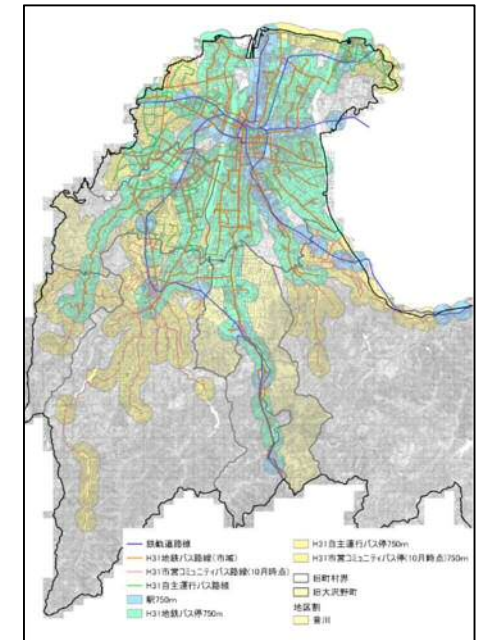 鉄軌道路線
H31地鉄バス路線(市域)
H31市営コミュニティバス路線(10月時点)
H31自主運行バス路線
駅750m
H31地鉄バス停750m
H31自主運行バス停750m
H31市営コミュニティバス停(10月時点)750m
旧町村界
旧大沢野町
地区割